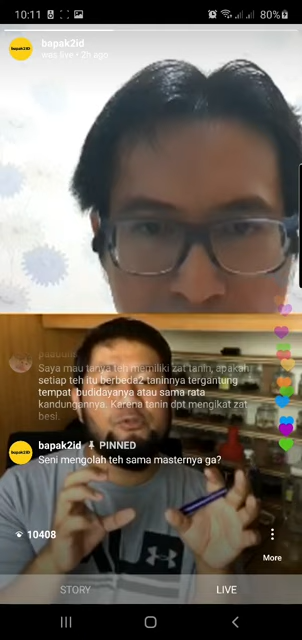 10:11
80%
bapak2id
was live • 2h ago
Saya mau tanya teh memiliki zat tanin, apakah
setiap teh itu berbeda2 taninnya tergantung
tempat budidayanya atau sama rata
kandungannya. Karena tanin dpt mengikat zat
besi.
bapak2id PINNED
Seni mengolah teh sama masternya ga?
10408
More
STORY LIVE